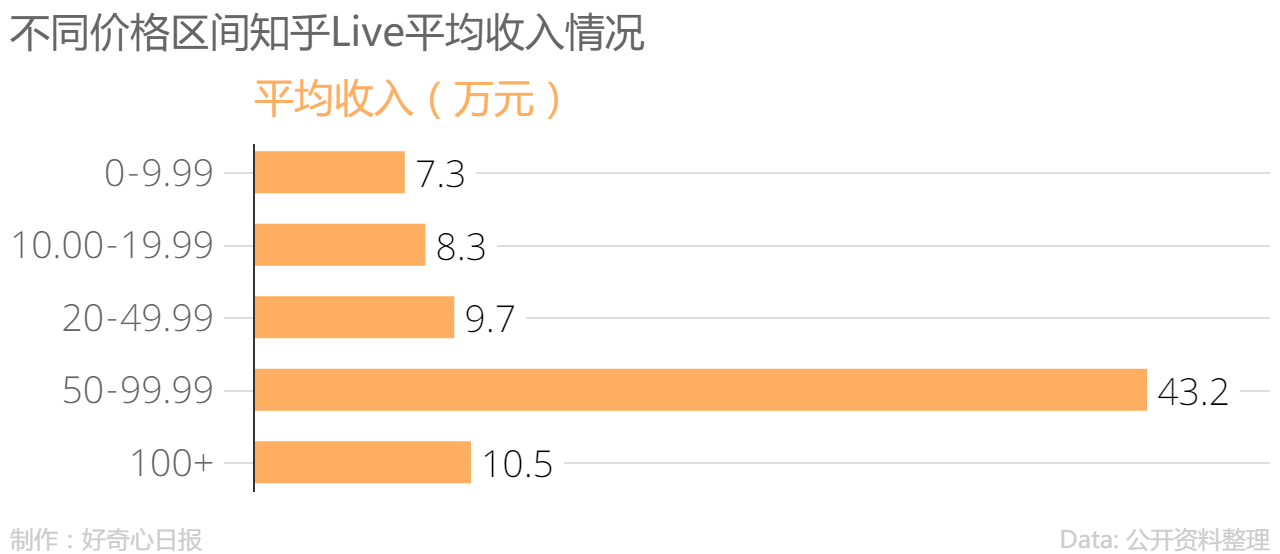 不同价格区间知乎Live平均收入情况
平均收入（万元）
0-9.99 7.3
10.00-19.99 8.3
20-49.99 9.7
50-99.99 43.2
100+ 10.5
制作：好奇心日报 Data: 公开资料整理